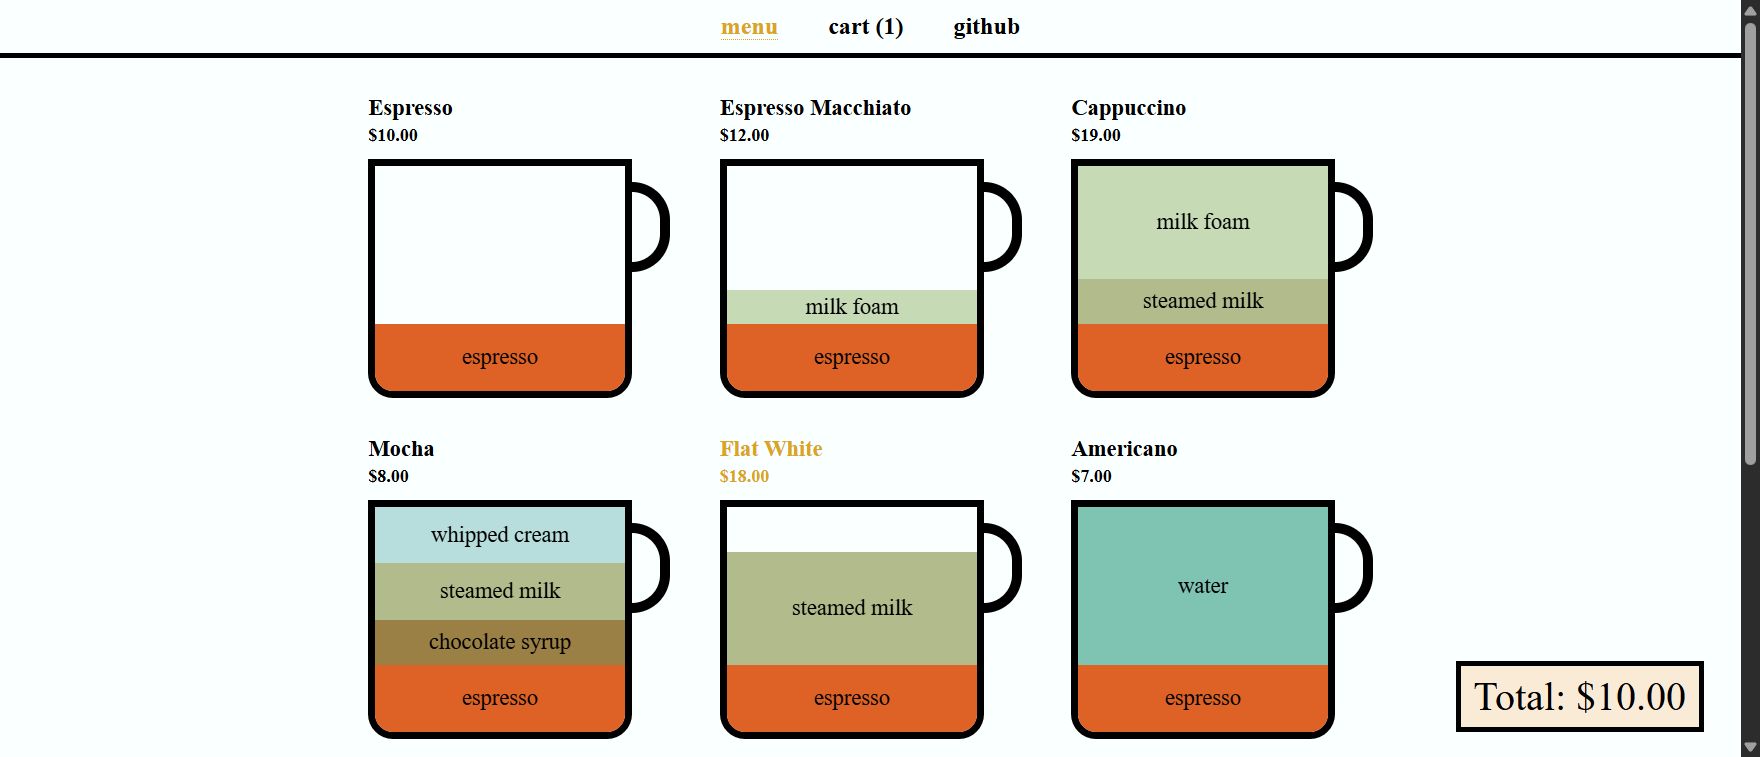 menu cart (1) github
Espresso
$10.00
espresso
Espresso Macchiato
$12.00
milk foam
espresso
Cappuccino
$19.00
milk foam
steamed milk
espresso
Mocha
$8.00
whipped cream
steamed milk
chocolate syrup
espresso
Flat White
$18.00
steamed milk
espresso
Americano
$7.00
water
espresso
Total: $10.00